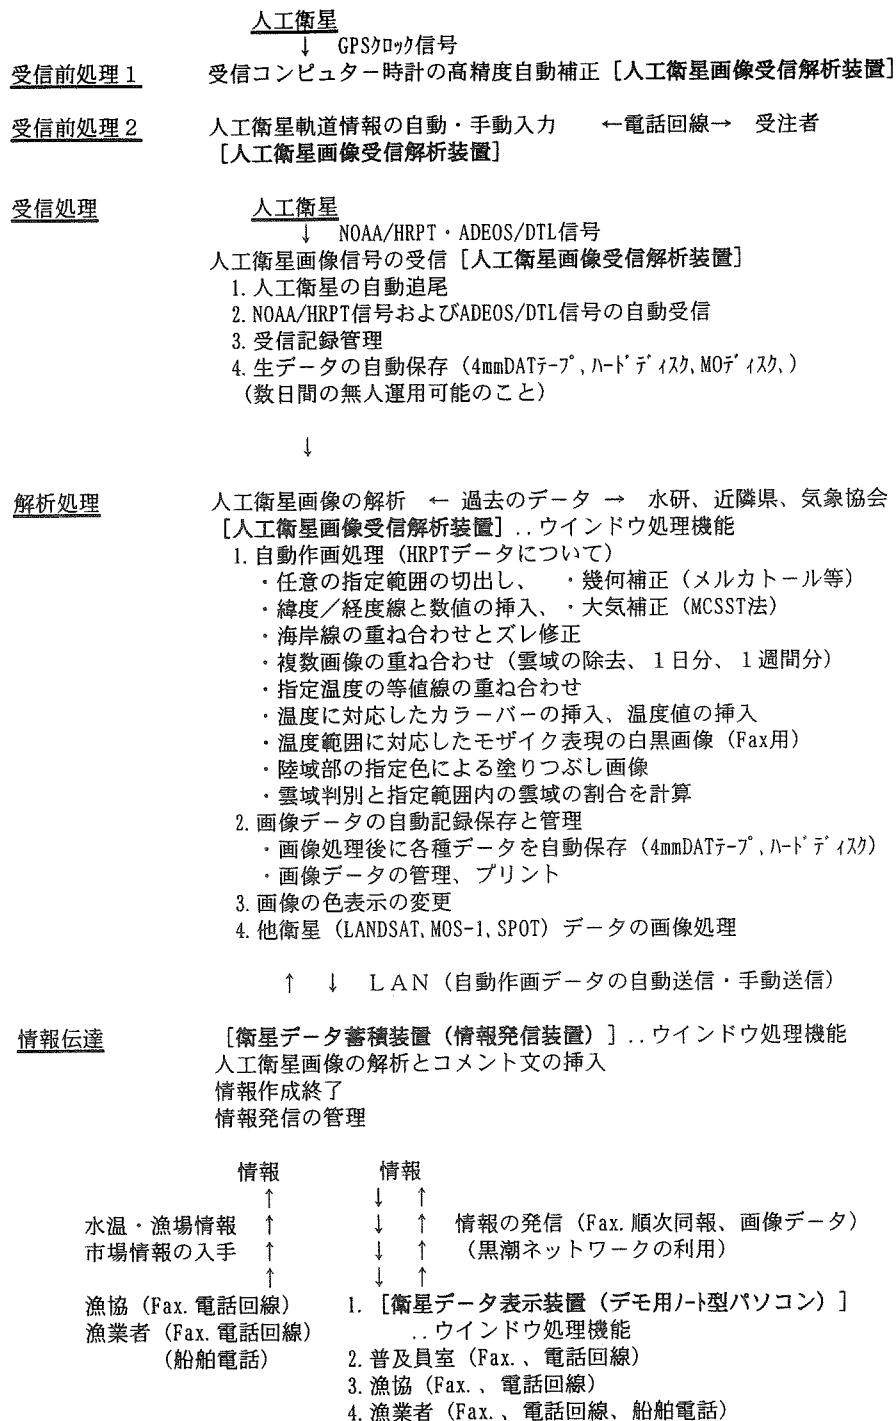 人工衛星
↓ GPSｸﾛｯｸ信号
受信前処理１ 受信コンピュター時計の高精度自動補正［人工衛星画像受信解析装置］
受信前処理２ 人工衛星軌道情報の自動・手動入力 ←電話回線→ 受注者
［人工衛星画像受信解析装置］
受信処理 人工衛星
↓ NOAA/HRPT・ADEOS/DTL信号
人工衛星画像信号の受信［人工衛星画像受信解析装置］
1. 人工衛星の自動追尾
2. NOAA/HRPT信号およびADEOS/DTL信号の自動受信
3. 受信記録管理
4. 生データの自動保存（4mmDATﾃｰﾌﾟ, ﾊｰﾄﾞﾃﾞｨｽｸ, MOﾃﾞｨｽｸ, ）
（数日間の無人運用可能のこと）
↓
解析処理 人工衛星画像の解析 ← 過去のデータ → 水研、近隣県、気象協会
［人工衛星画像受信解析装置］..ウインドウ処理機能
1. 自動作画処理（HRPTデータについて）
・任意の指定範囲の切出し、 ・幾何補正（メルカトール等）
・緯度／経度線と数値の挿入、・大気補正（MCSST法）
・海岸線の重ね合わせとズレ修正
・複数画像の重ね合わせ（雲域の除去、１日分、１週間分）
・指定温度の等値線の重ね合わせ
・温度に対応したカラーバーの挿入、温度値の挿入
・温度範囲に対応したモザイク表現の白黒画像（Fax用）
・陸域部の指定色による塗りつぶし画像
・雲域判別と指定範囲内の雲域の割合を計算
2. 画像データの自動記録保存と管理
・画像処理後に各種データを自動保存（4mmDATﾃｰﾌﾟ, ﾊｰﾄﾞﾃﾞｨｽｸ）
・画像データの管理、プリント
3. 画像の色表示の変更
4. 他衛星（LANDSAT, MOS-1, SPOT）データの画像処理
↑ ↓ ＬＡＮ（自動作画データの自動送信・手動送信）
情報伝達 ［衛星データ蓄積装置（情報発信装置）］..ウインドウ処理機能
人工衛星画像の解析とコメント文の挿入
情報作成終了
情報発信の管理
情報 情報
↑ ↓ ↑
水温・漁場情報 ↑ ↓ ↑ 情報の発信（Fax. 順次同報、画像データ）
市場情報の入手 ↑ ↓ ↑ （黒潮ネットワークの利用）
↑ ↓ ↑
漁協（Fax. 電話回線） 1. ［衛星データ表示装置（デモ用ﾉｰﾄ型パソコン）］
漁業者（Fax. 電話回線） ..ウインドウ処理機能
（船舶電話） 2. 普及員室（Fax.、電話回線）
3. 漁協（Fax.、電話回線）
4. 漁業者（Fax.、電話回線、船舶電話）